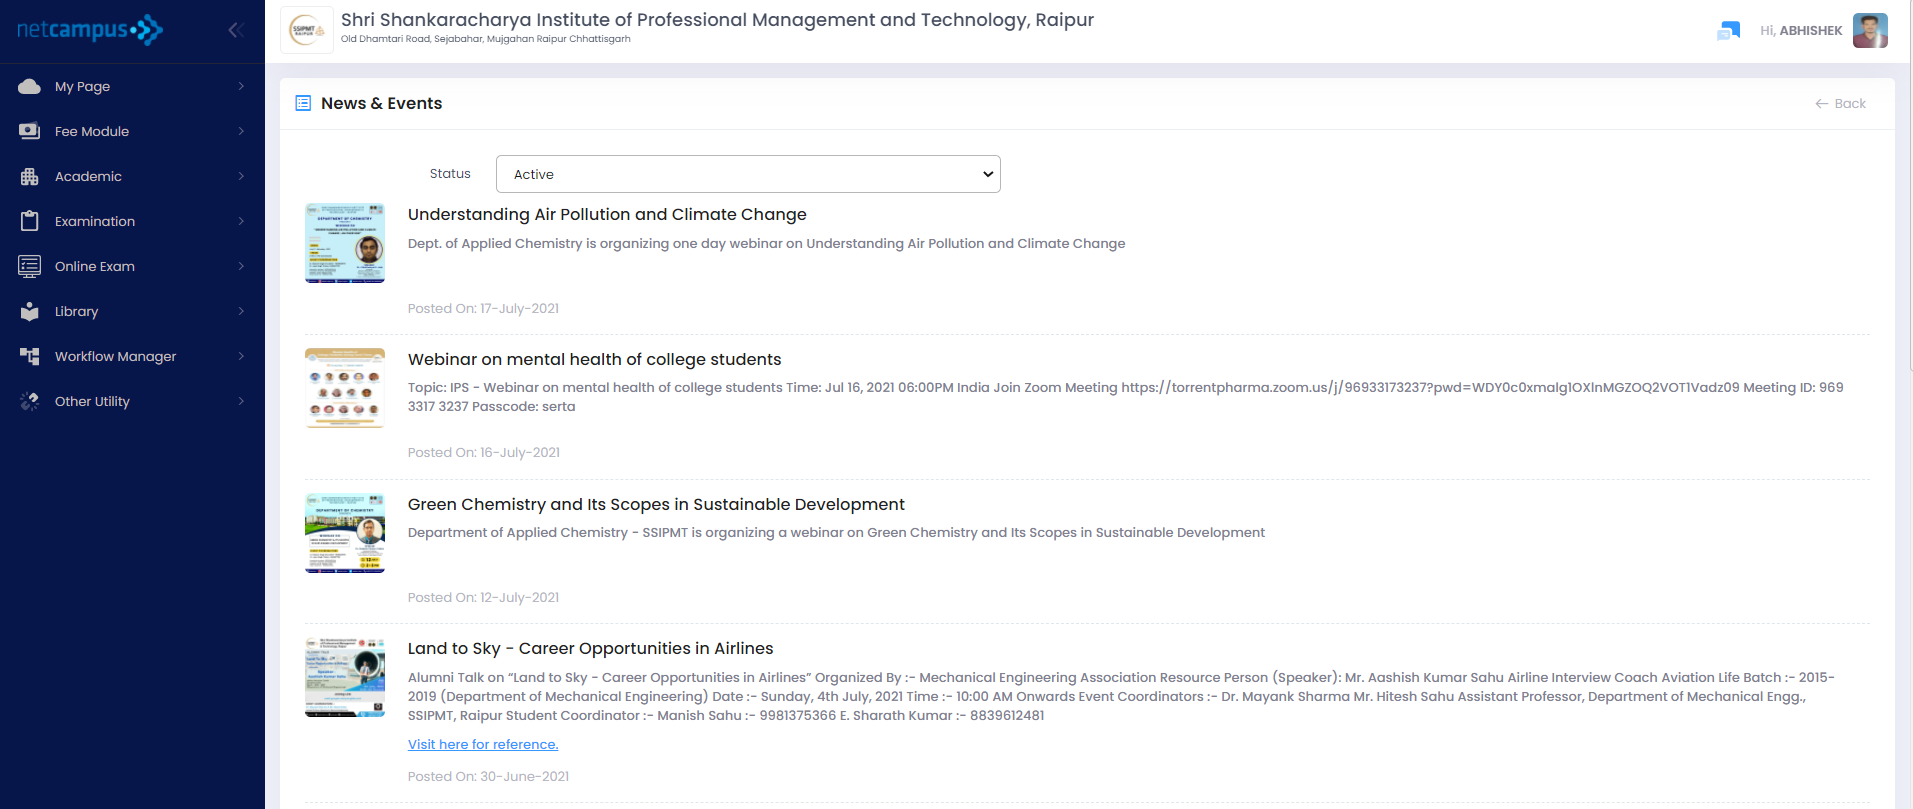 netcampus
SSIPMT
RAIPUR
Shri Shankaracharya Institute of Professional Management and Technology, Raipur
Old Dhamtari Road, Sejabahar, Mujgahan Raipur Chhattisgarh
Hi, ABHISHEK
My Page
Fee Module
Academic
Examination
Online Exam
Library
Workflow Manager
Other Utility
News & Events
Back
Status
Active
Understanding Air Pollution and Climate Change
Dept. of Applied Chemistry is organizing one day webinar on Understanding Air Pollution and Climate Change
Posted On: 17-July-2021
Webinar on mental health of college students
Topic: IPS - Webinar on mental health of college students Time: Jul 16, 2021 06:00PM India Join Zoom Meeting https://torrentpharma.zoom.us/j/96933173237?pwd=WDY0c0xmalg1OXlnMGZOQ2VOT1Vadz09 Meeting ID: 969
3317 3237 Passcode: serta
Posted On: 16-July-2021
DEPARTMENT OF CHEMISTRY
Green Chemistry and Its Scopes in Sustainable Development
Department of Applied Chemistry - SSIPMT is organizing a webinar on Green Chemistry and Its Scopes in Sustainable Development
Posted On: 12-July-2021
Land to Sky - Career Opportunities in Airlines
Alumni Talk on “Land to Sky - Career Opportunities in Airlines” Organized By :- Mechanical Engineering Association Resource Person (Speaker): Mr. Aashish Kumar Sahu Airline Interview Coach Aviation Life Batch :- 2015-
2019 (Department of Mechanical Engineering) Date :- Sunday, 4th July, 2021 Time :- 10:00 AM Onwards Event Coordinators :- Dr. Mayank Sharma Mr. Hitesh Sahu Assistant Professor, Department of Mechanical Engg.,
SSIPMT, Raipur Student Coordinator :- Manish Sahu :- 9981375366 E. Sharath Kumar :- 8839612481
Visit here for reference.
Posted On: 30-June-2021